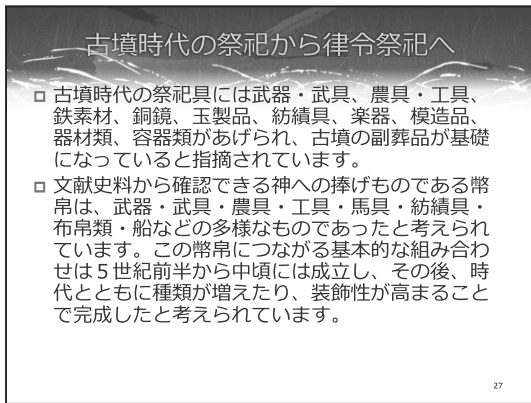 古墳時代の祭祀から律令祭祀へ
古墳時代の祭祀具には武器・武具、農具・工具、
鉄素材、銅鏡、玉製品、紡績具、楽器、模造品、
器材類、容器類があげられ、古墳の副葬品が基礎
になっていると指摘されています。
文献史料から確認できる神への捧げものである幣
帛は、武器・武具・農具・工具・馬具・紡績具・
布帛類・船などの多様なものであったと考えられ
ています。この幣帛につながる基本的な組み合わ
せは５世紀前半から中頃には成立し、その後、時
代とともに種類が増えたり、装飾性が高まること
で完成したと考えられています。
27